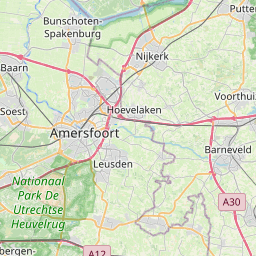 Putte
Bunschoten-
Spakenburg
Nijkerk
Baarn
Voorthui
Soest
Hoevelaken
Amersfoort
Barneveld
Leusden
Nationaal
Park De
Utrechtse
Heuvelrug
A30
A12
bergen-